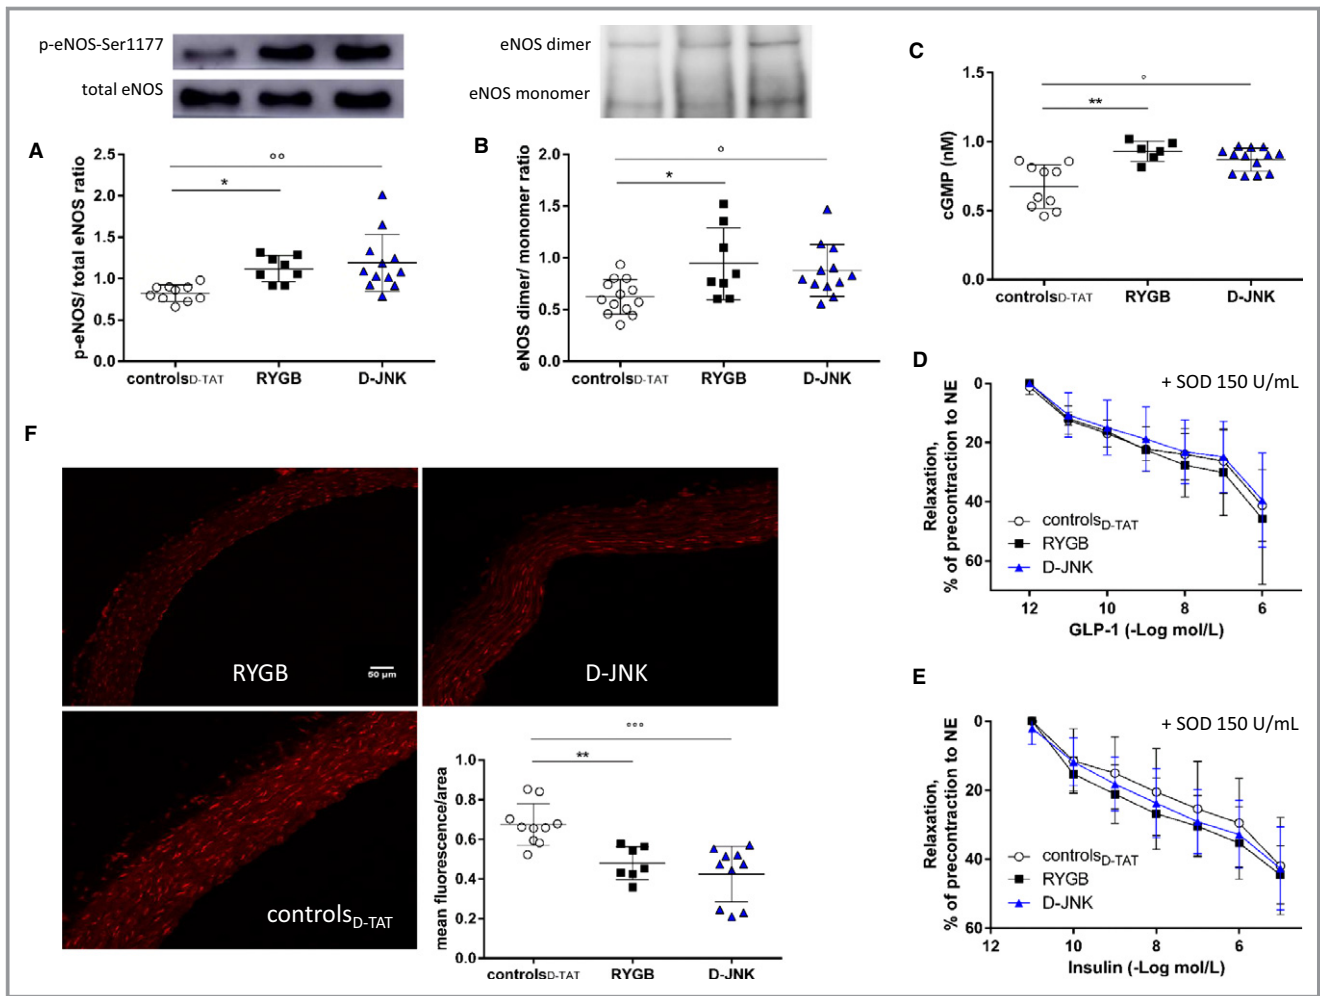 p-eNOS-Ser1177
total eNOS
eNOS dimer
eNOS monomer
A
p-eNOS/ total eNOS ratio
2.5
2.0
1.5
1.0
0.5
0.0
°°
*
controlsD-TAT
RYGB
D-JNK
B
eNOS dimer/ monomer ratio
2.0
1.5
1.0
0.5
0.0
°
*
controlsD-TAT
RYGB
D-JNK
C
cGMP (nM)
1.5
1.0
0.5
0.0
°
**
controlsD-TAT
RYGB
D-JNK
D
+ SOD 150 U/mL
Relaxation,
% of precontraction to NE
0
20
40
60
controlsD-TAT
RYGB
D-JNK
12 10 8 6
GLP-1 (-Log mol/L)
E
+ SOD 150 U/mL
Relaxation,
% of precontraction to NE
0
20
40
60
controlsD-TAT
RYGB
D-JNK
12 10 8 6
Insulin (-Log mol/L)
F
RYGB
50 µm
D-JNK
controlsD-TAT
mean fluorescence/area
1.0
0.8
0.6
0.4
0.2
0.0
°°°
**
controlsD-TAT
RYGB
D-JNK